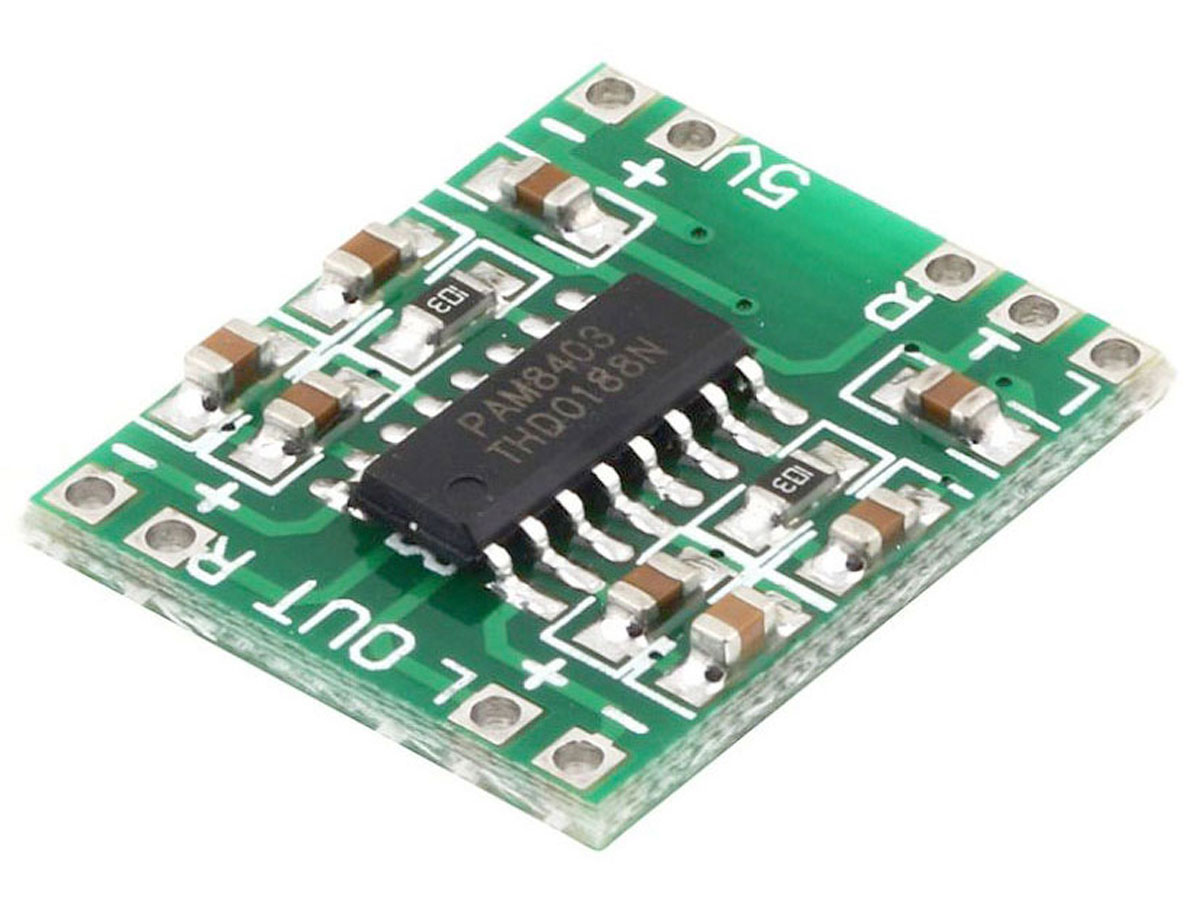 - + 5V
R ⊥ L
103
PAM8403
THD0188N
103
- +
R OUT L
+ -